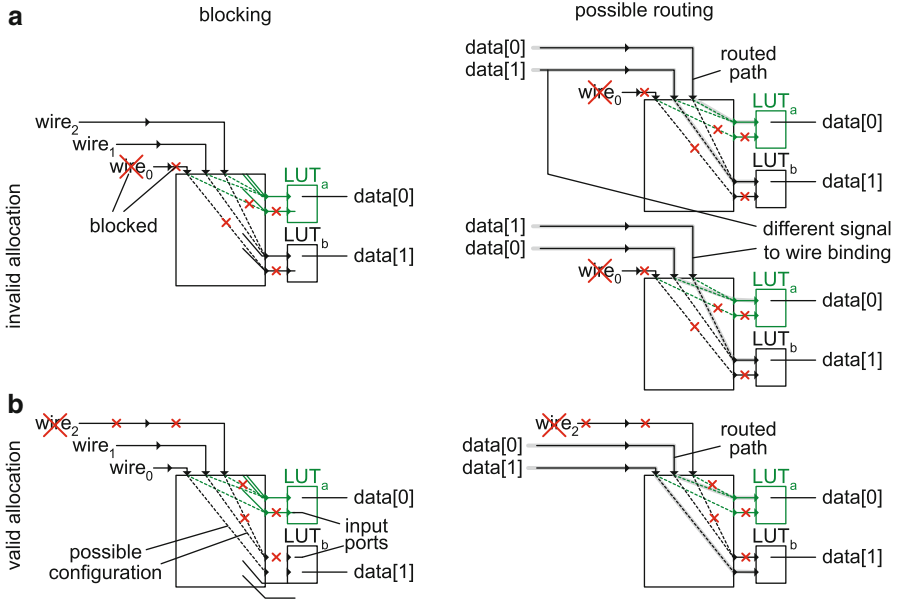 a
blocking
possible routing
invalid allocation
wire2
wire1
wire0
blocked
LUTa
data[0]
LUTb
data[1]
data[0]
data[1]
wire0
routed
path
LUTa
data[0]
LUTb
data[1]
different signal
to wire binding
data[1]
data[0]
wire0
LUTa
data[0]
LUTb
data[1]
b
valid allocation
wire2
wire1
wire0
LUTa
data[0]
input
ports
LUTb
data[1]
possible
configuration
wire2
data[0]
data[1]
routed
path
LUTa
data[0]
LUTb
data[1]